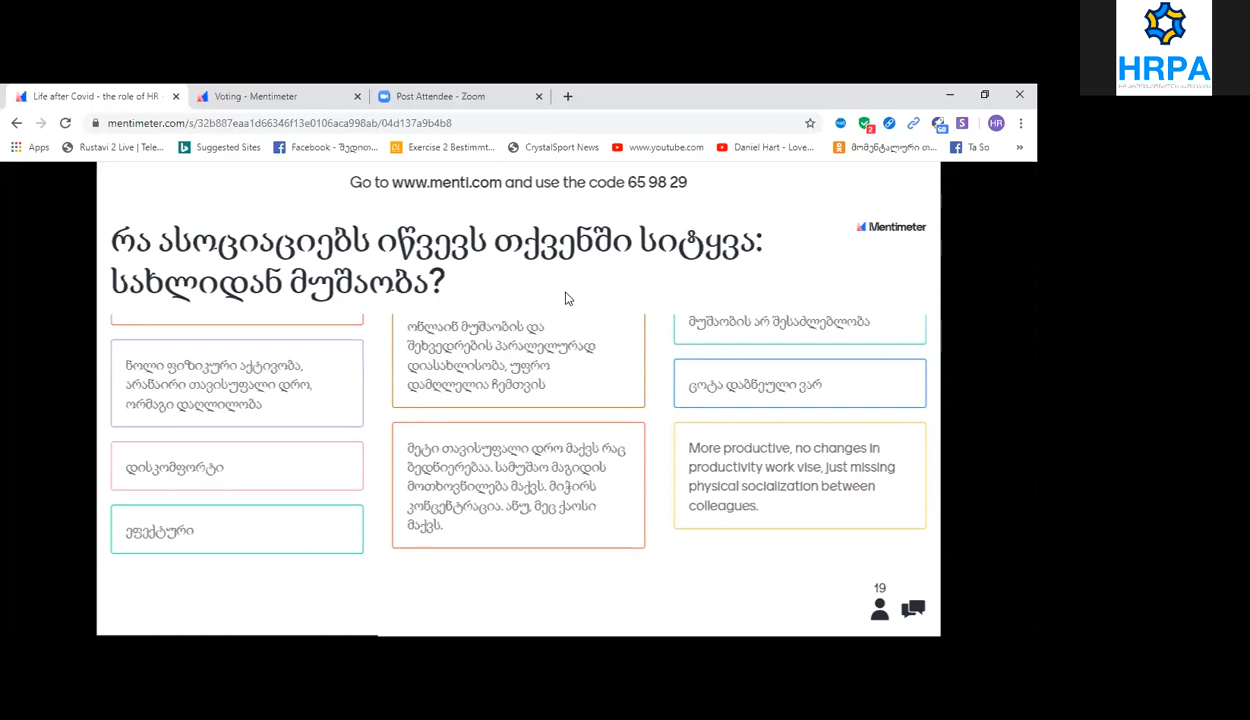 HRPA
Life after Covid - the role of HR
Voting - Mentimeter
Post Attendee - Zoom
mentimeter.com/s/32b887eaa1d66346f13e0106aca998ab/04d137a9b4b8
2
60
HR
Apps
Rustavi 2 Live | Tele...
Suggested Sites
Facebook - შედით...
Exercise 2 Bestimmt...
CrystalSport News
www.youtube.com
Daniel Hart - Love...
მომენტალური თ...
Ta So
Go to www.menti.com and use the code 65 98 29
Mentimeter
რა ასოციაციებს იწვევს თქვენში სიტყვა:
სახლიდან მუშაობა?
ნოლი ფიზიკური აქტივობა,
არანაირი თავისუფალი დრო,
ორმაგი დაღლილობა
დისკომფორტი
ეფექტური
ონლაინ მუშაობის და
შეხვედრების პარალელურად
დიასახლისობა, უფრო
დამღლელია ჩემთვის
მეტი თავისუფალი დრო მაქვს რაც
ბედნიერებაა. სამუშაო მაგიდის
მოთხოვნილება მაქვს. მიჭირს
კონცენტრაცია. ანუ, მეც ქაოსი
მაქვს.
მუშაობის არ შესაძლებლობა
ცოტა დაბნეული ვარ
More productive, no changes in
productivity work vise, just missing
physical socialization between
colleagues.
19